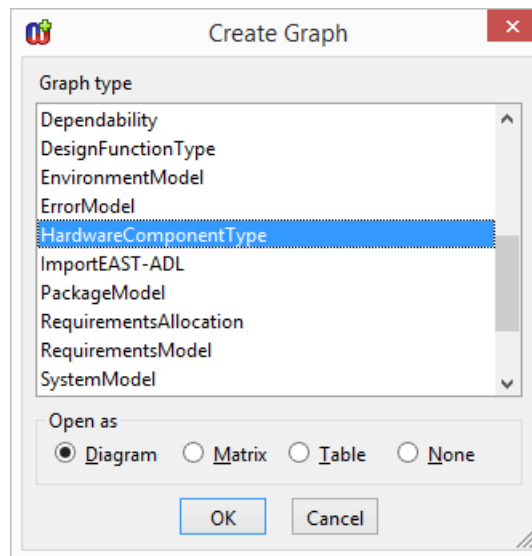 Create Graph
Graph type
Dependability
DesignFunctionType
EnvironmentModel
ErrorModel
HardwareComponentType
ImportEAST-ADL
PackageModel
RequirementsAllocation
RequirementsModel
SystemModel
Open as
Diagram Matrix Table None
OK Cancel